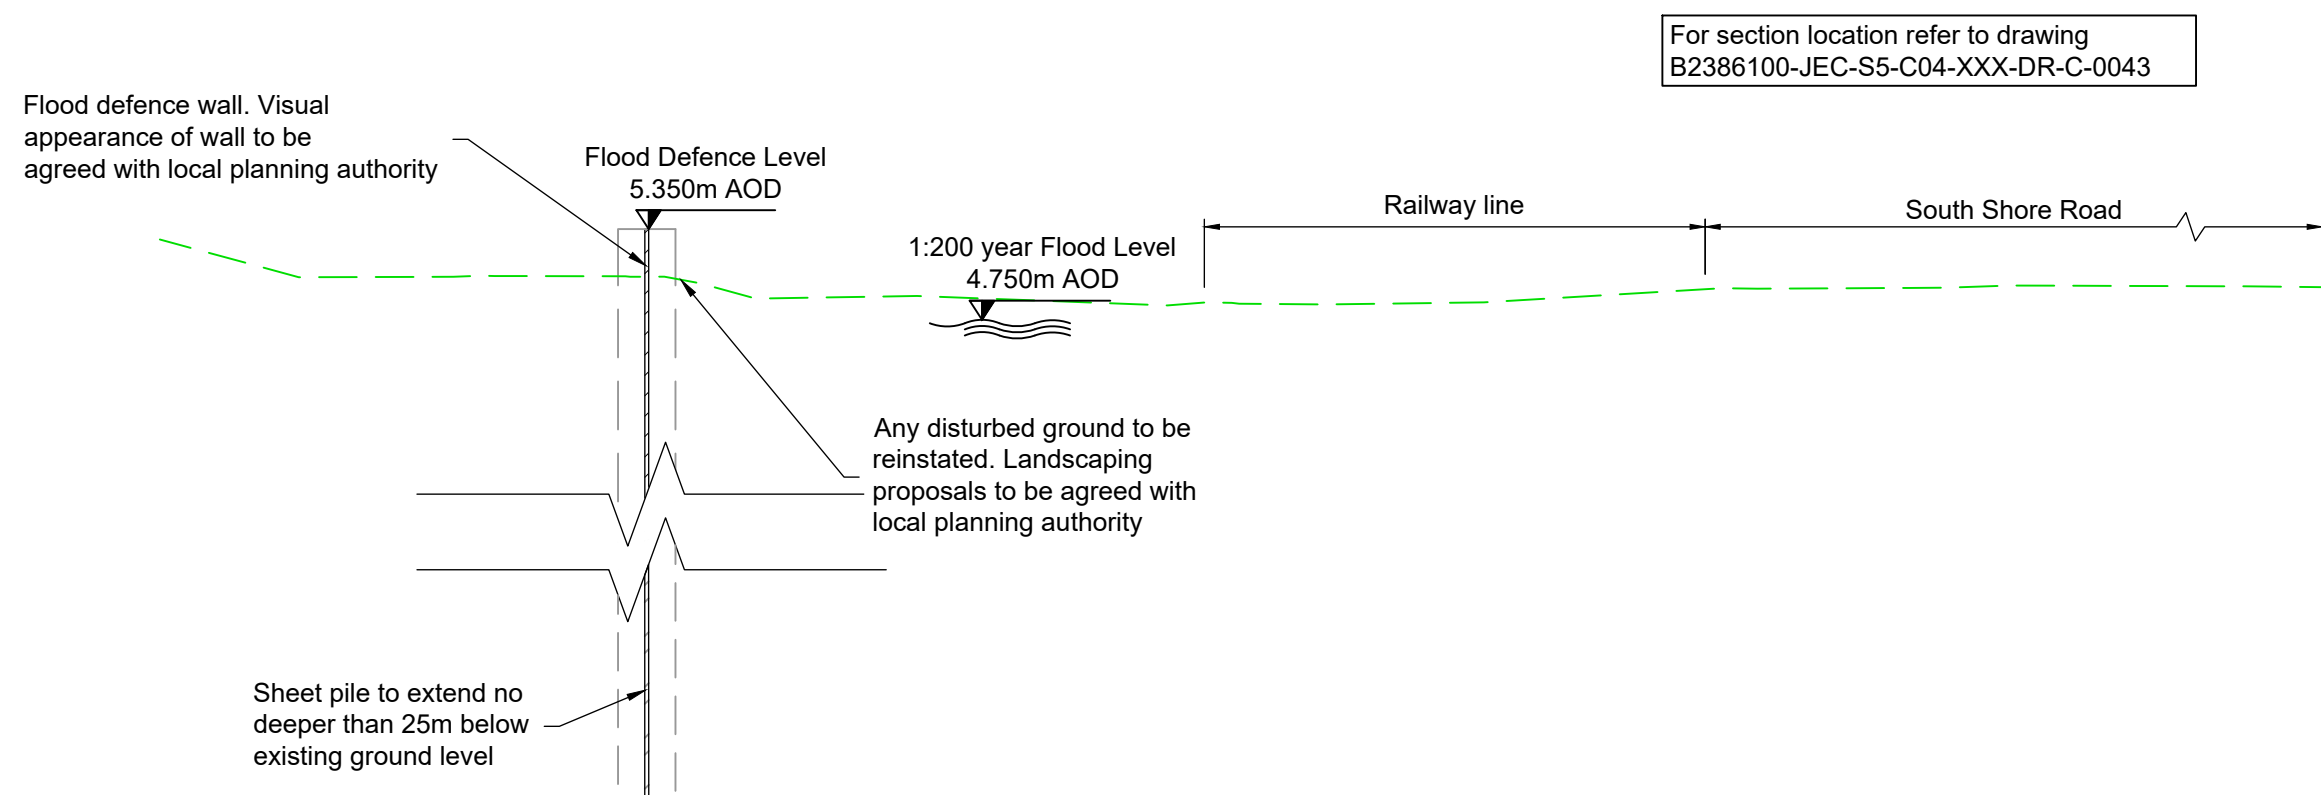 For section location refer to drawing
B2386100-JEC-S5-C04-XXX-DR-C-0043
Flood defence wall. Visual
appearance of wall to be
agreed with local planning authority
Flood Defence Level
5.350m AOD
1:200 year Flood Level
4.750m AOD
Railway line
South Shore Road
Any disturbed ground to be
reinstated. Landscaping
proposals to be agreed with
local planning authority
Sheet pile to extend no
deeper than 25m below
existing ground level